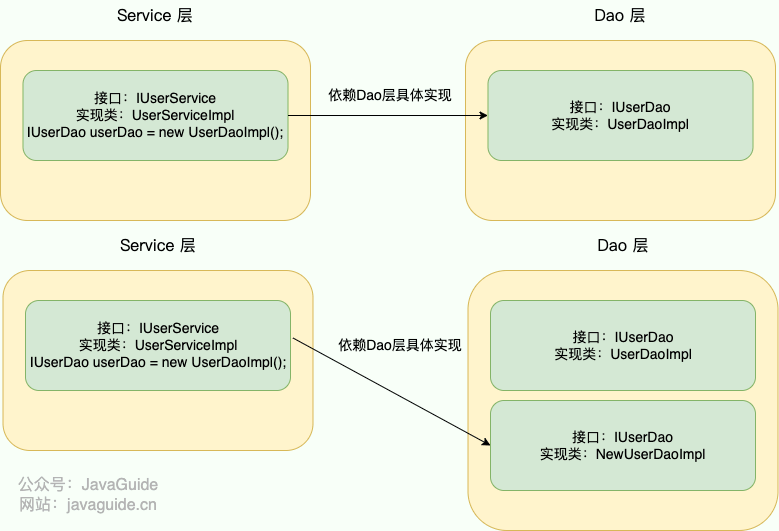 Service 层
Dao 层
接口：IUserService
实现类：UserServiceImpl
IUserDao userDao = new UserDaoImpl();
依赖Dao层具体实现
接口：IUserDao
实现类：UserDaoImpl
Service 层
Dao 层
接口：IUserService
实现类：UserServiceImpl
IUserDao userDao = new UserDaoImpl();
依赖Dao层具体实现
接口：IUserDao
实现类：UserDaoImpl
接口：IUserDao
实现类：NewUserDaoImpl
公众号：JavaGuide
网站：javaguide.cn